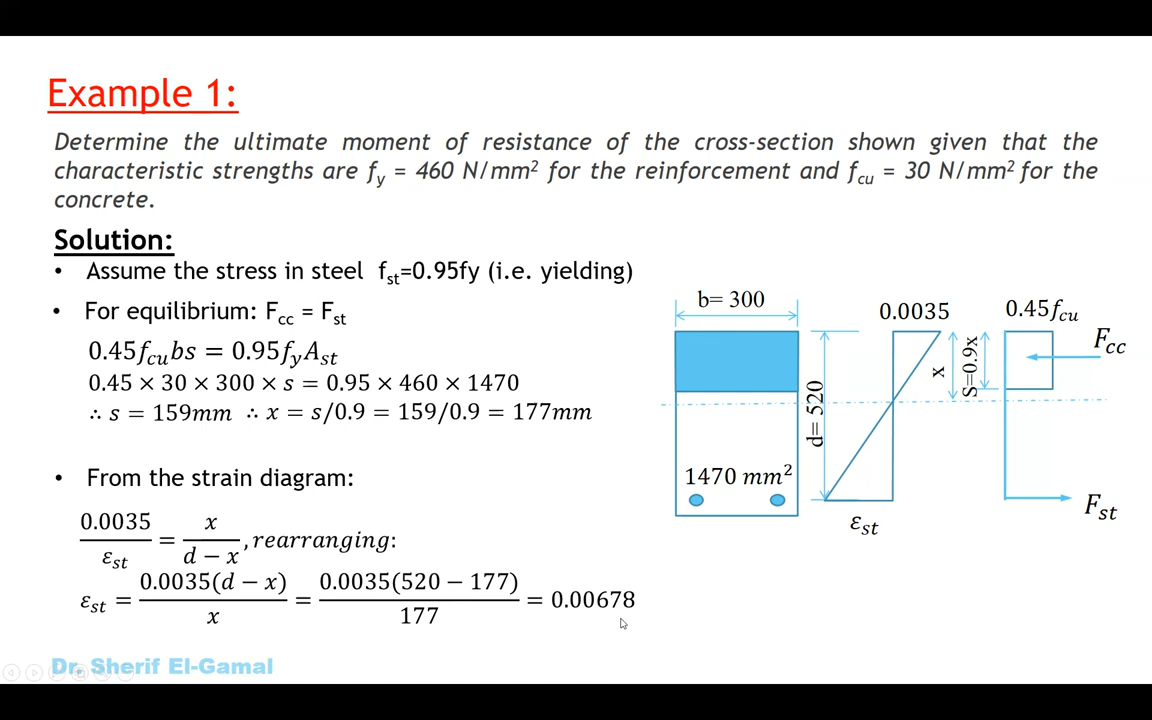 Example 1:
Determine the ultimate moment of resistance of the cross-section shown given that the
characteristic strengths are fy = 460 N/mm² for the reinforcement and fcu = 30 N/mm² for the
concrete.
Solution:
• Assume the stress in steel fst=0.95fy (i.e. yielding)
• For equilibrium: Fcc = Fst
0.45fcubs = 0.95fyAst
0.45 × 30 × 300 × s = 0.95 × 460 × 1470
∴ s = 159mm ∴ x = s/0.9 = 159/0.9 = 177mm
• From the strain diagram:
0.0035/εst = x/(d − x), rearranging:
εst = 0.0035(d − x)/x = 0.0035(520 − 177)/177 = 0.00678
b= 300
d= 520
1470 mm²
0.0035
x
εst
S=0.9x
0.45fcu
Fcc
Fst
Dr. Sherif El-Gamal